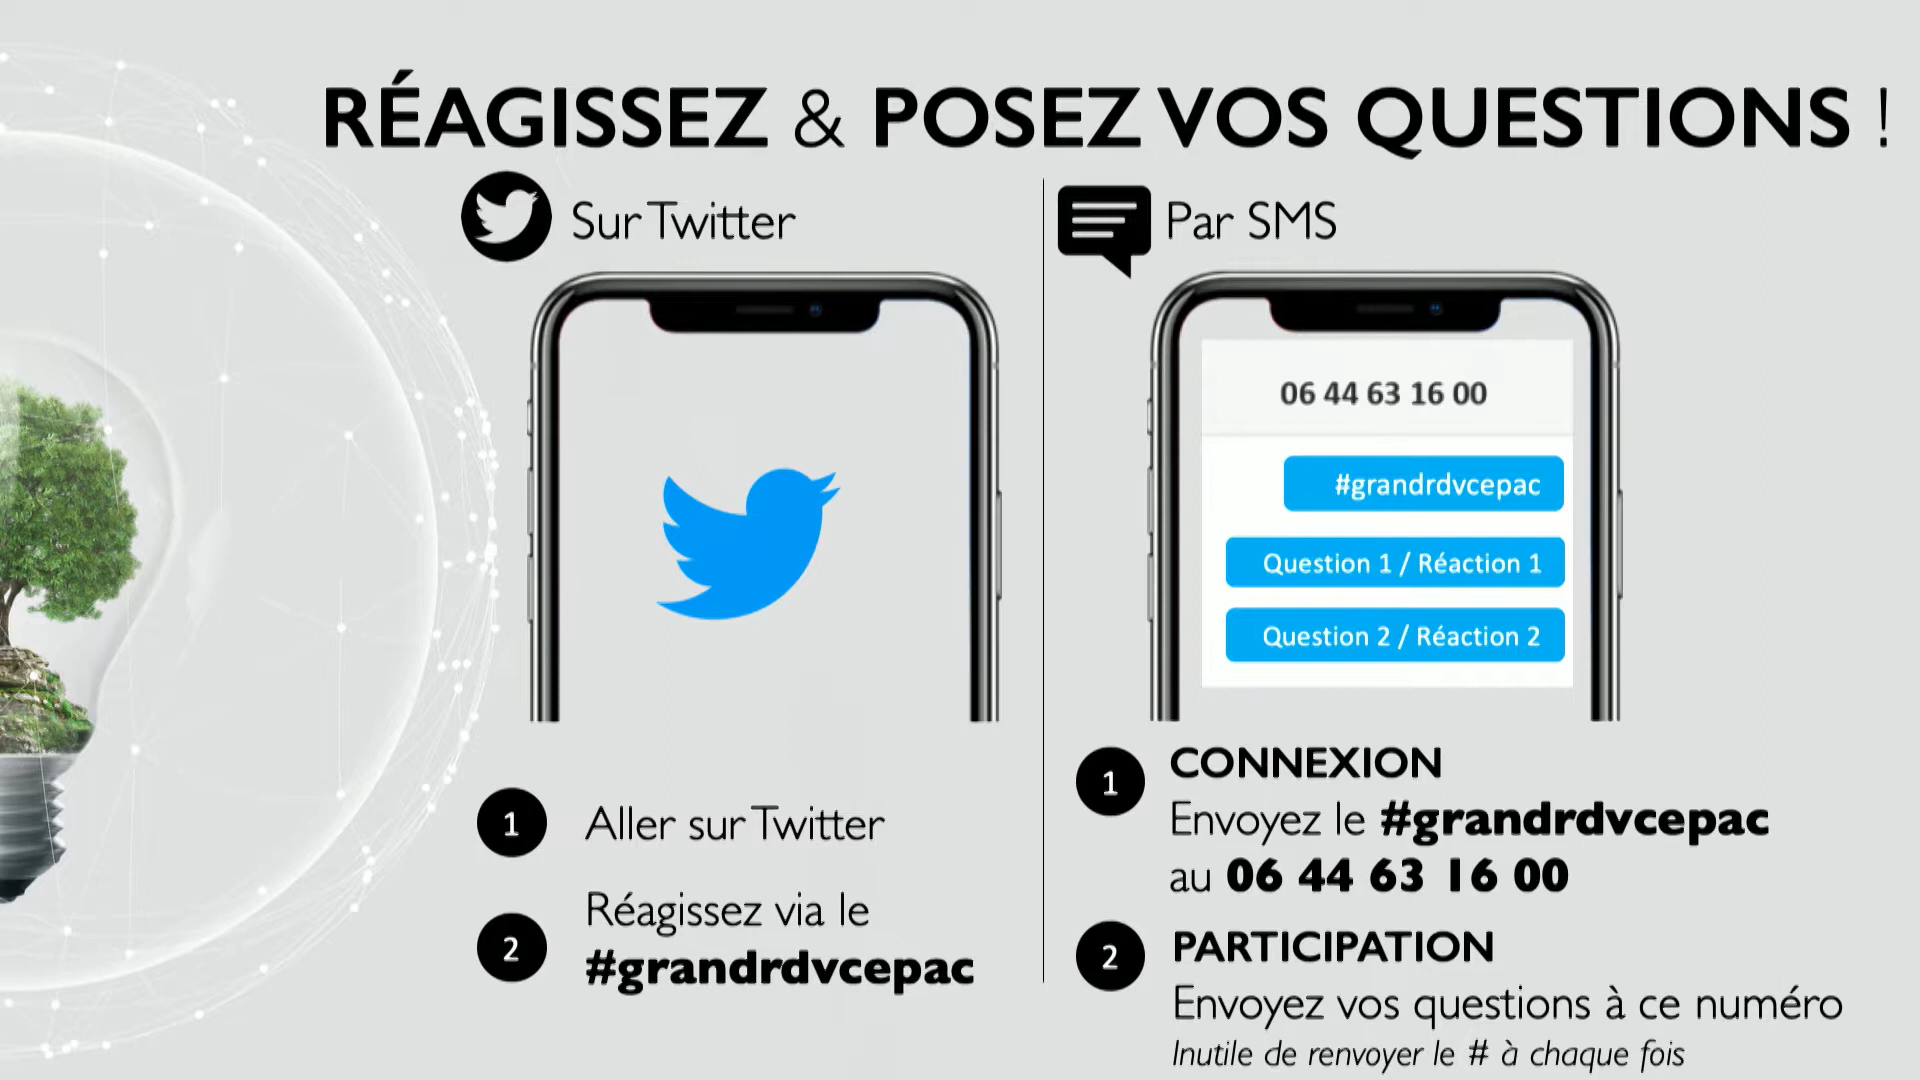 RÉAGISSEZ & POSEZ VOS QUESTIONS !
Sur Twitter
1 Aller sur Twitter
2 Réagissez via le
#grandrdvcepac
Par SMS
06 44 63 16 00
#grandrdvcepac
Question 1 / Réaction 1
Question 2 / Réaction 2
1 CONNEXION
Envoyez le #grandrdvcepac
au 06 44 63 16 00
2 PARTICIPATION
Envoyez vos questions à ce numéro
Inutile de renvoyer le # à chaque fois